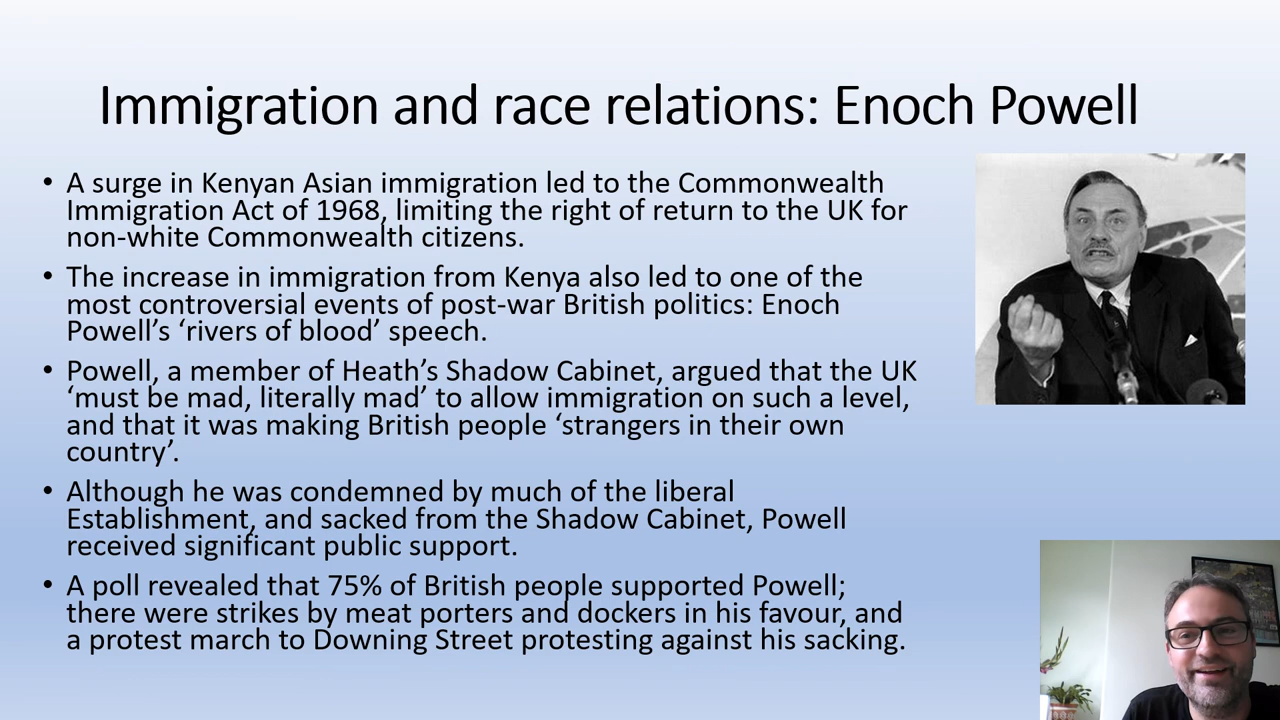 Immigration and race relations: Enoch Powell
• A surge in Kenyan Asian immigration led to the Commonwealth
Immigration Act of 1968, limiting the right of return to the UK for
non-white Commonwealth citizens.
• The increase in immigration from Kenya also led to one of the
most controversial events of post-war British politics: Enoch
Powell’s ‘rivers of blood’ speech.
• Powell, a member of Heath’s Shadow Cabinet, argued that the UK
‘must be mad, literally mad’ to allow immigration on such a level,
and that it was making British people ‘strangers in their own
country’.
• Although he was condemned by much of the liberal
Establishment, and sacked from the Shadow Cabinet, Powell
received significant public support.
• A poll revealed that 75% of British people supported Powell;
there were strikes by meat porters and dockers in his favour, and
a protest march to Downing Street protesting against his sacking.